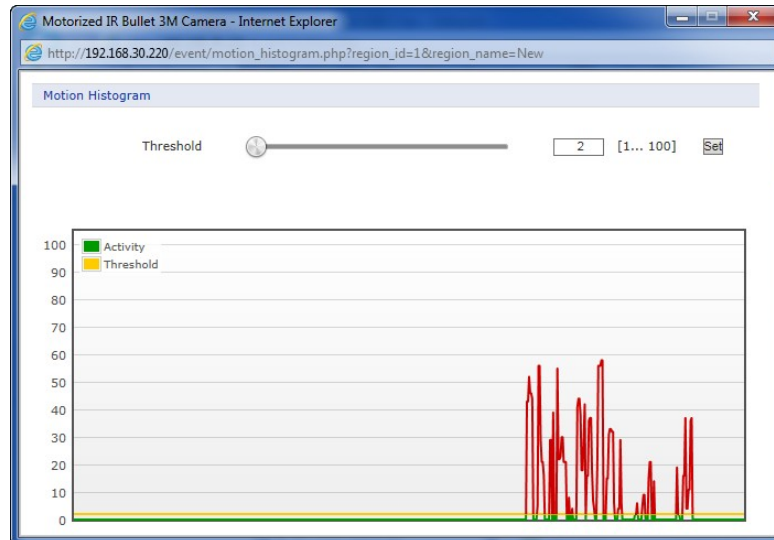 Motorized IR Bullet 3M Camera - Internet Explorer
http://192.168.30.220/event/motion_histogram.php?region_id=1&region_name=New
Motion Histogram
Threshold 2 [1... 100] Set
100
90
80
70
60
50
40
30
20
10
0
Activity
Threshold